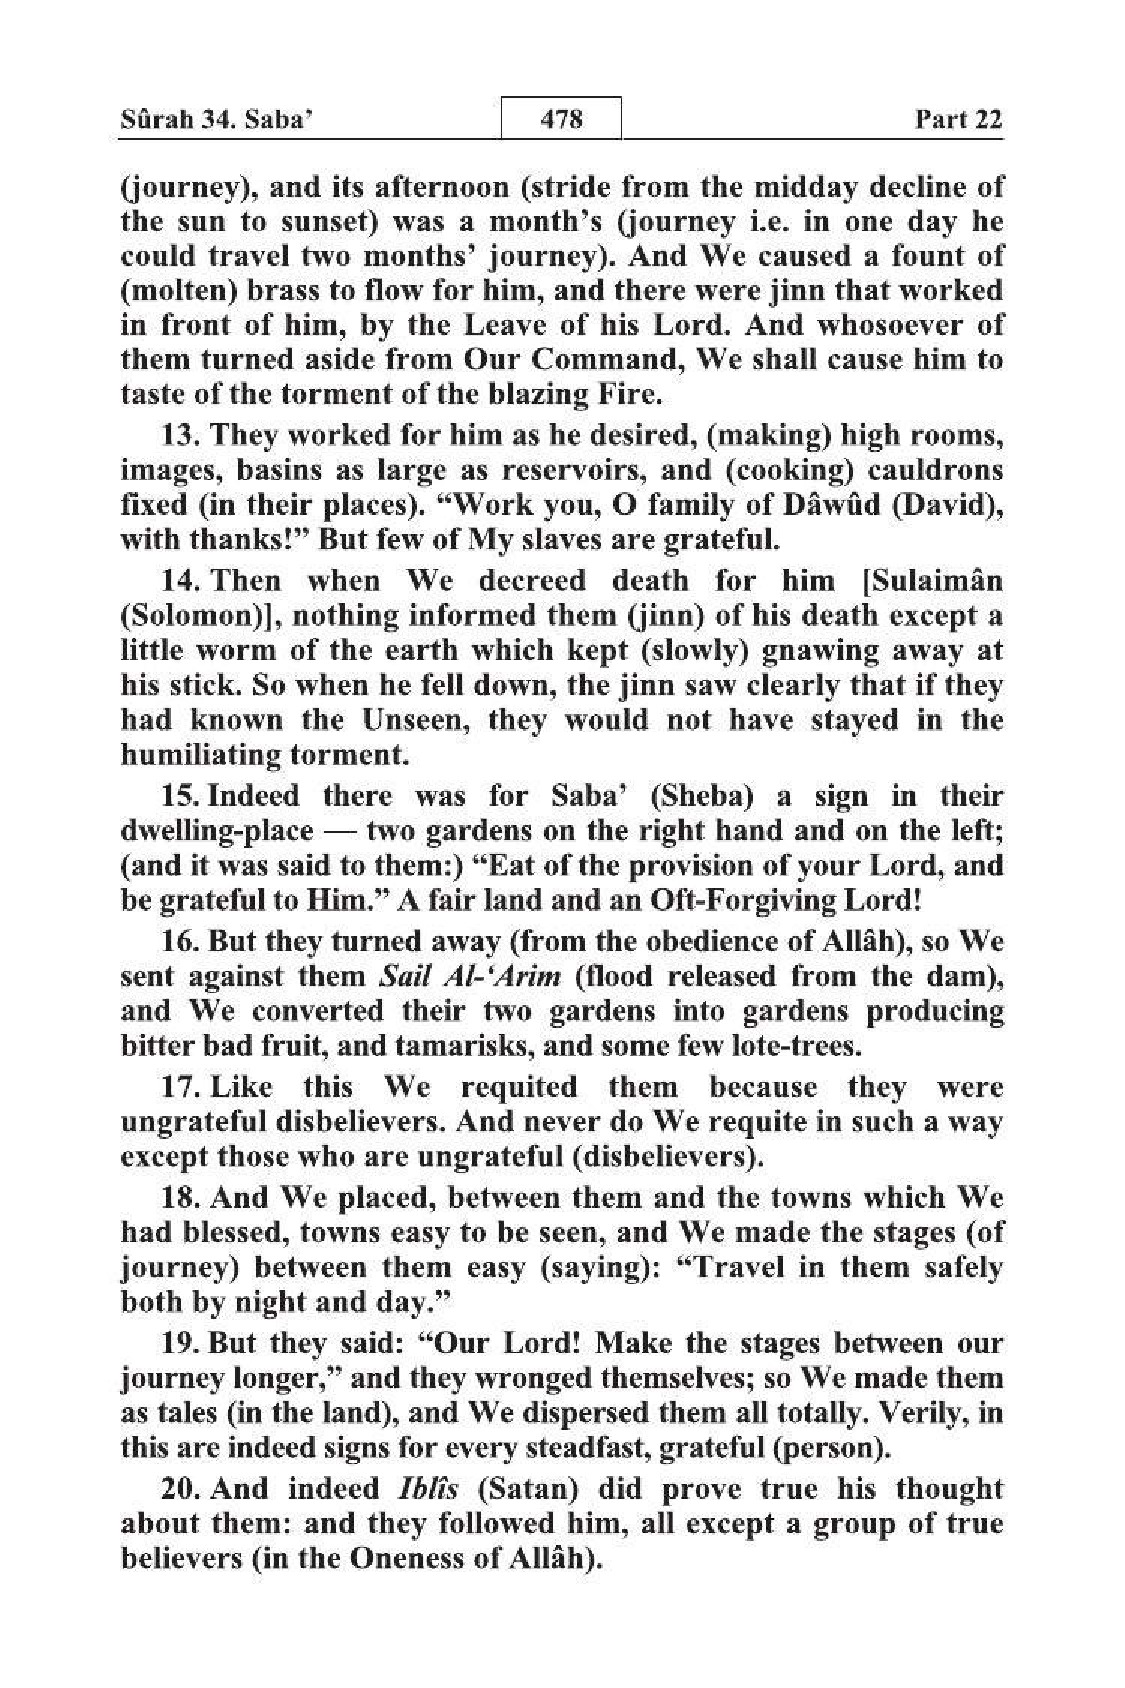 Sûrah 34. Saba’ 478 Part 22
(journey), and its afternoon (stride from the midday decline of
the sun to sunset) was a month’s (journey i.e. in one day he
could travel two months’ journey). And We caused a fount of
(molten) brass to flow for him, and there were jinn that worked
in front of him, by the Leave of his Lord. And whosoever of
them turned aside from Our Command, We shall cause him to
taste of the torment of the blazing Fire.
13. They worked for him as he desired, (making) high rooms,
images, basins as large as reservoirs, and (cooking) cauldrons
fixed (in their places). “Work you, O family of Dâwûd (David),
with thanks!” But few of My slaves are grateful.
14. Then when We decreed death for him [Sulaimân
(Solomon)], nothing informed them (jinn) of his death except a
little worm of the earth which kept (slowly) gnawing away at
his stick. So when he fell down, the jinn saw clearly that if they
had known the Unseen, they would not have stayed in the
humiliating torment.
15. Indeed there was for Saba’ (Sheba) a sign in their
dwelling-place — two gardens on the right hand and on the left;
(and it was said to them:) “Eat of the provision of your Lord, and
be grateful to Him.” A fair land and an Oft-Forgiving Lord!
16. But they turned away (from the obedience of Allâh), so We
sent against them Sail Al-‘Arim (flood released from the dam),
and We converted their two gardens into gardens producing
bitter bad fruit, and tamarisks, and some few lote-trees.
17. Like this We requited them because they were
ungrateful disbelievers. And never do We requite in such a way
except those who are ungrateful (disbelievers).
18. And We placed, between them and the towns which We
had blessed, towns easy to be seen, and We made the stages (of
journey) between them easy (saying): “Travel in them safely
both by night and day.”
19. But they said: “Our Lord! Make the stages between our
journey longer,” and they wronged themselves; so We made them
as tales (in the land), and We dispersed them all totally. Verily, in
this are indeed signs for every steadfast, grateful (person).
20. And indeed Iblîs (Satan) did prove true his thought
about them: and they followed him, all except a group of true
believers (in the Oneness of Allâh).